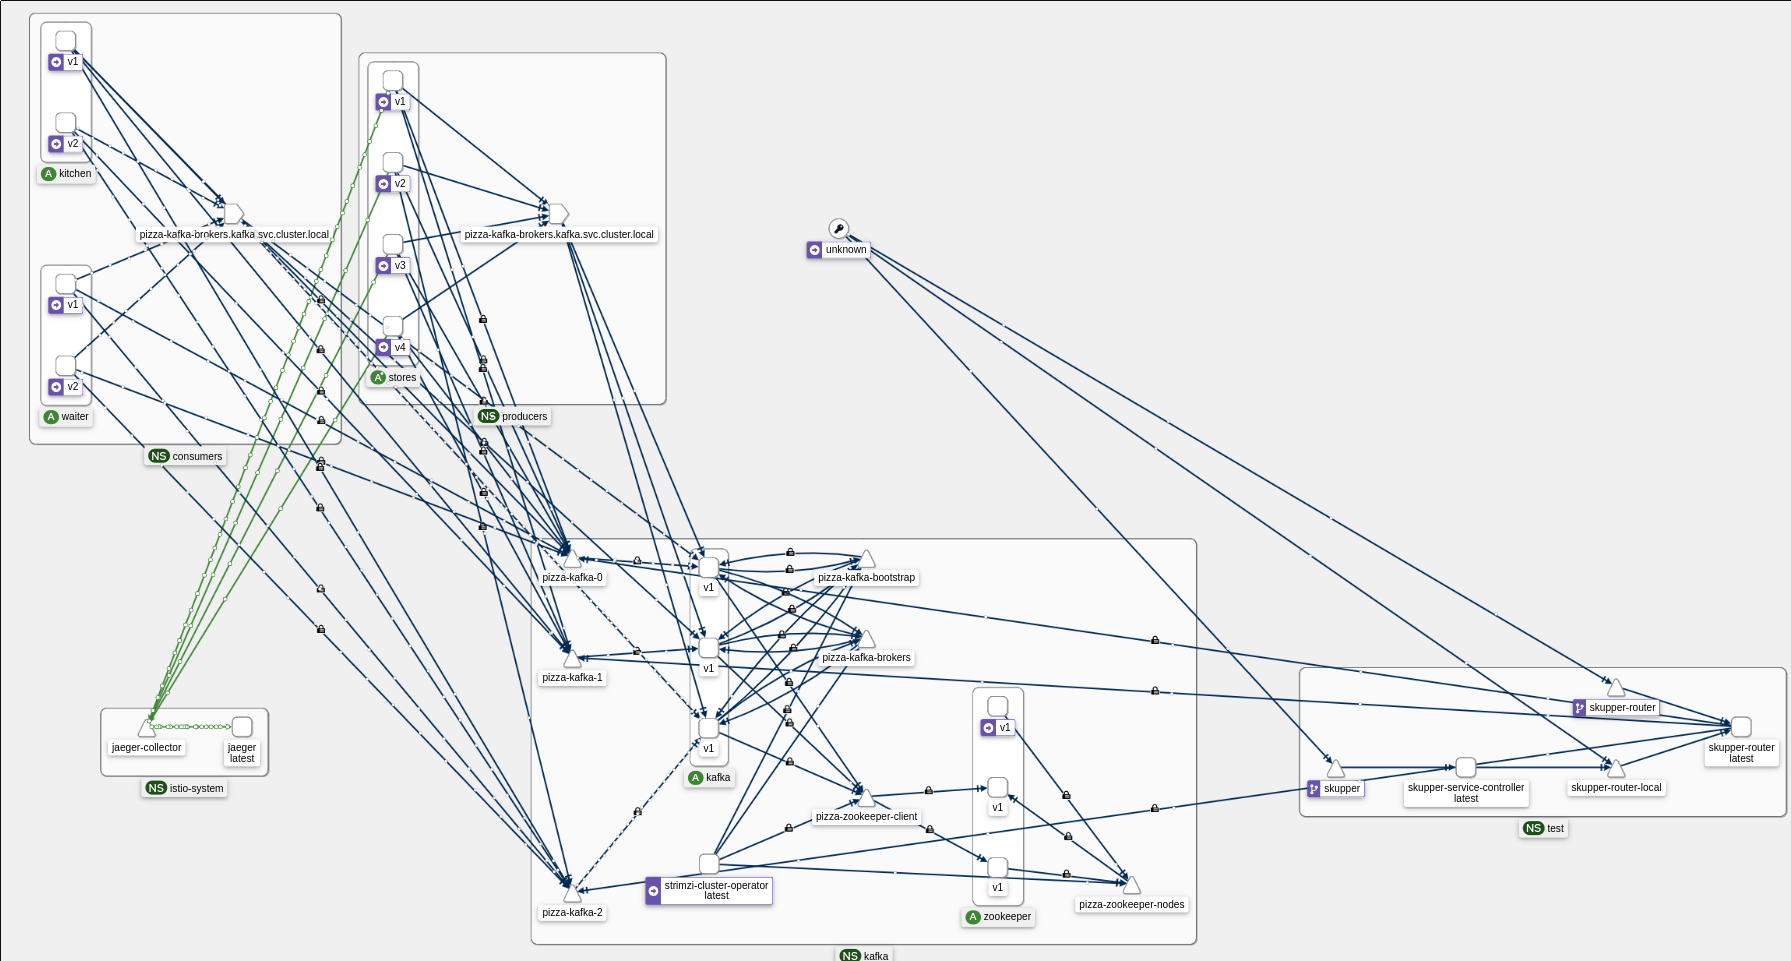 v1
v2
A kitchen
pizza-kafka-brokers.kafka.svc.cluster.local
v1
v2
A waiter
NS consumers
v1
v2
v3
v4
A stores
pizza-kafka-brokers.kafka.svc.cluster.local
NS producers
unknown
jaeger-collector
jaeger
latest
NS istio-system
pizza-kafka-0
pizza-kafka-1
pizza-kafka-2
v1
v1
v1
A kafka
pizza-kafka-bootstrap
pizza-kafka-brokers
pizza-zookeeper-client
strimzi-cluster-operator
latest
v1
v1
v1
A zookeeper
pizza-zookeeper-nodes
NS kafka
skupper-router
skupper-router
latest
skupper
skupper-service-controller
latest
skupper-router-local
NS test